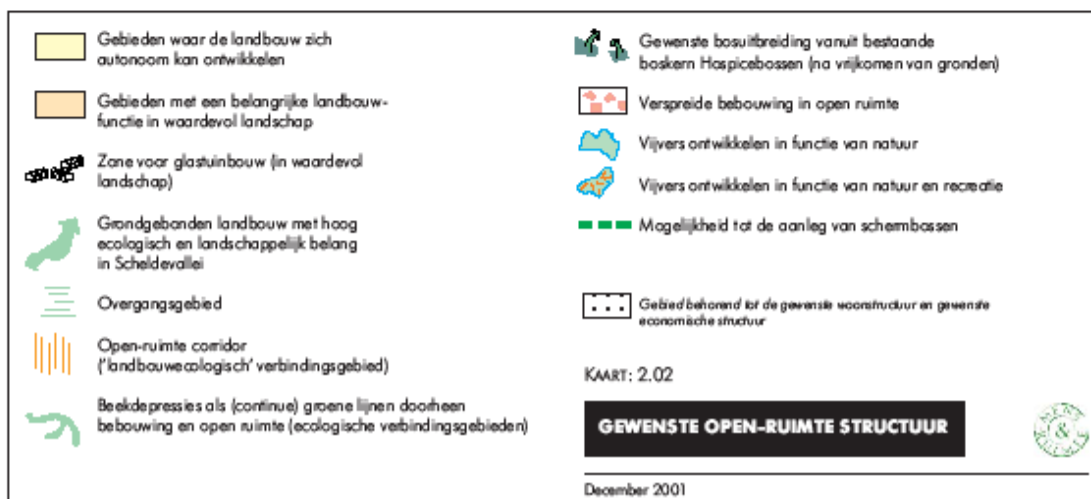 Gebieden waar de landbouw zich
autonoom kan ontwikkelen
Gebieden met een belangrijke landbouw-
functie in waardevol landschap
Zone voor glastuinbouw (in waardevol
landschap)
Grondgebonden landbouw met hoog
ecologisch en landschappelijk belang
in Scheldevallei
Overgangsgebied
Open-ruimte corridor
('landbouwecologisch' verbindingsgebied)
Beekdepressies als (continue) groene lijnen doorheen
bebouwing en open ruimte (ecologische verbindingsgebieden)
Gewenste bosuitbreiding vanuit bestaande
boskern Hospicebossen (na vrijkomen van gronden)
Verspreide bebouwing in open ruimte
Vijvers ontwikkelen in functie van natuur
Vijvers ontwikkelen in functie van natuur en recreatie
Mogelijkheid tot de aanleg van schermbossen
Gebied behorend tot de gewenste woonstructuur en gewenste
economische structuur
KAART: 2.02
GEWENSTE OPEN-RUIMTE STRUCTUUR
MENS
&
RUIMTE
December 2001